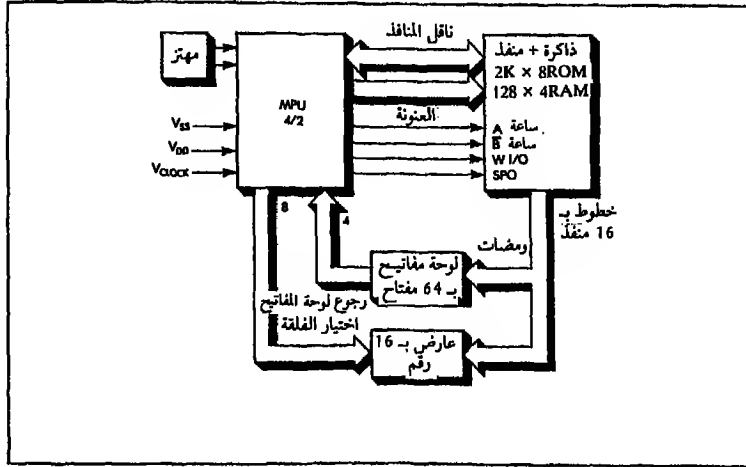 مهتز
MPU
4/2
ناقل المنافذ
العنونة
ذاكرة + منفذ
2K × 8ROM
128 × 4RAM
ساعة A
ساعة B
W I/O
SPO
VSS
VDD
VCLOCK
8
4
خطوط بـ
16 منفذ
ومضات
لوحة مفاتيح
بـ 64 مفتاح
رجوع لوحة المفاتيح
اختيار الفلقة
عارض بـ 16
رقم